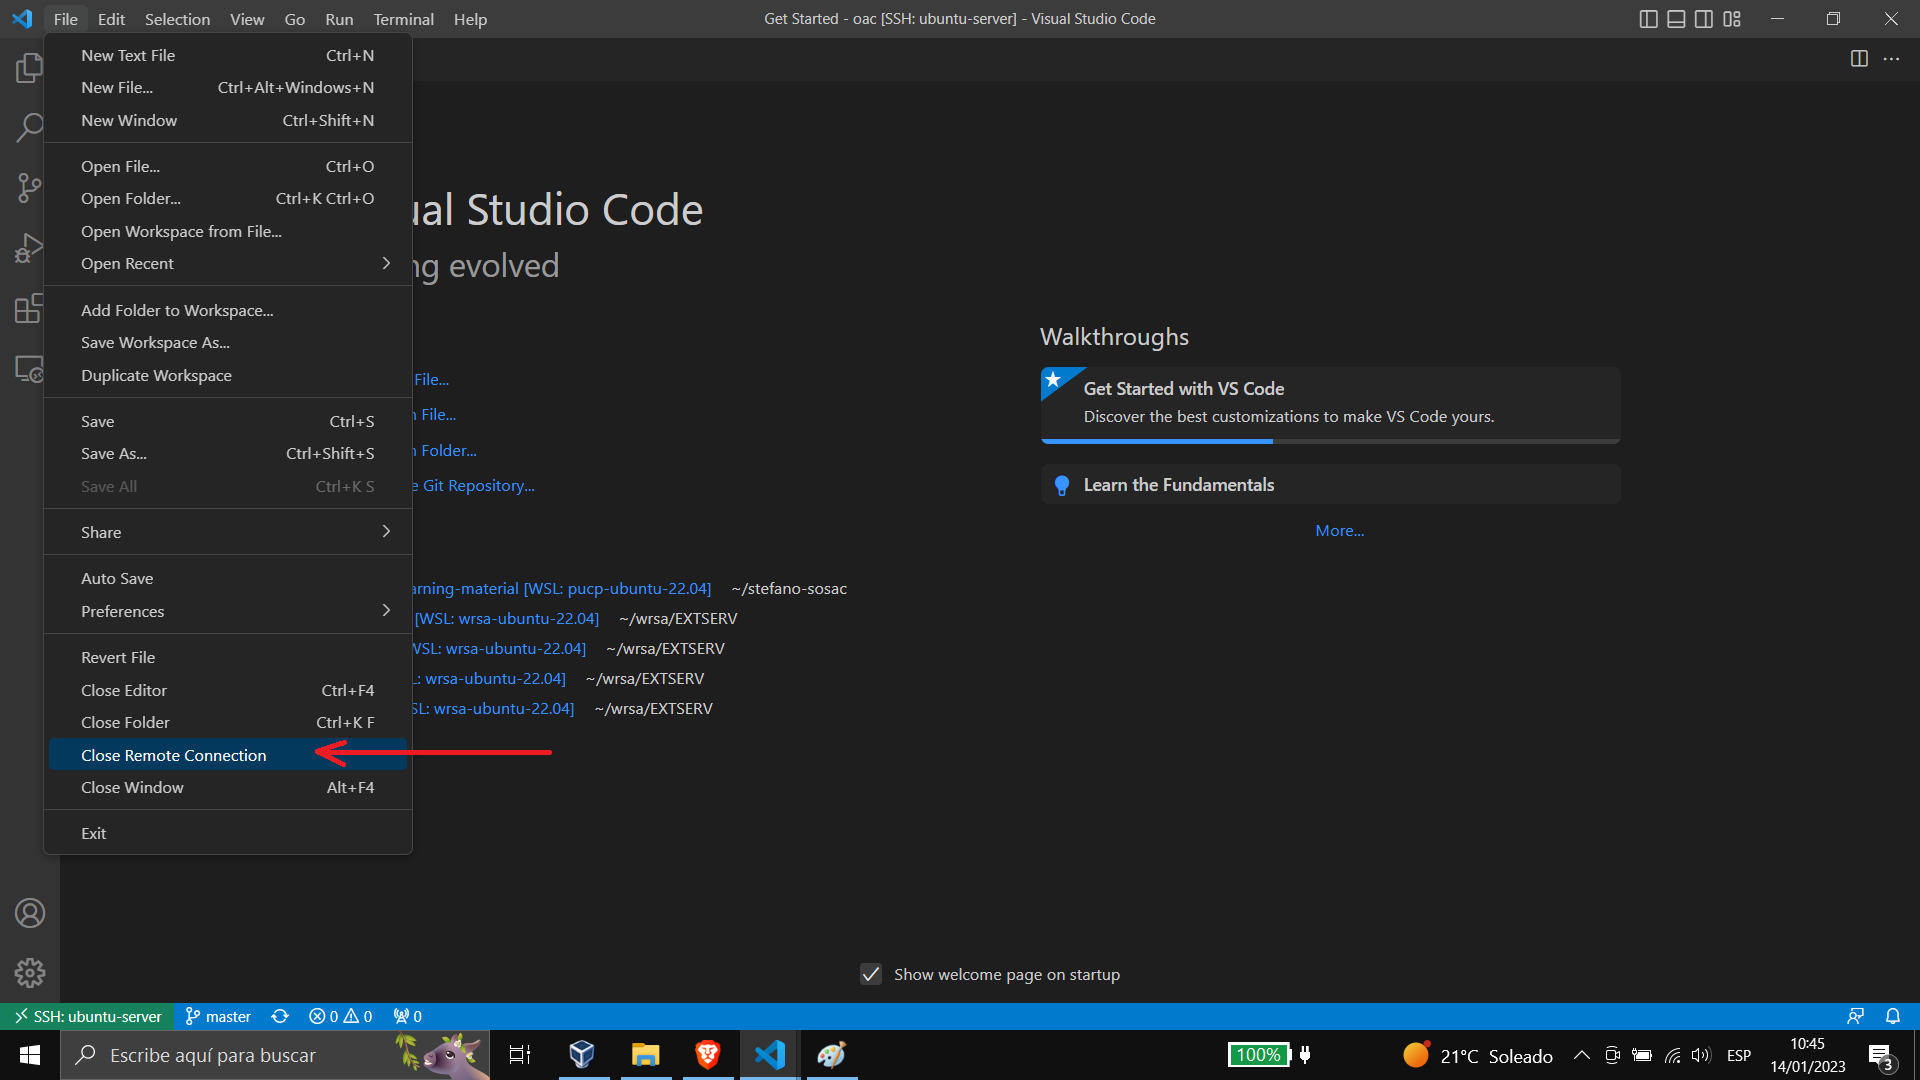 File Edit Selection View Go Run Terminal Help
Get Started - oac [SSH: ubuntu-server] - Visual Studio Code
New Text File Ctrl+N
New File... Ctrl+Alt+Windows+N
New Window Ctrl+Shift+N
Open File... Ctrl+O
Open Folder... Ctrl+K Ctrl+O
Open Workspace from File...
Open Recent
Add Folder to Workspace...
Save Workspace As...
Duplicate Workspace
Save Ctrl+S
Save As... Ctrl+Shift+S
Save All Ctrl+K S
Share
Auto Save
Preferences
Revert File
Close Editor Ctrl+F4
Close Folder Ctrl+K F
Close Remote Connection
Close Window Alt+F4
Exit
ual Studio Code
ng evolved
File...
n File...
n Folder...
e Git Repository...
arning-material [WSL: pucp-ubuntu-22.04] ~/stefano-sosac
[WSL: wrsa-ubuntu-22.04] ~/wrsa/EXTSERV
WSL: wrsa-ubuntu-22.04] ~/wrsa/EXTSERV
L: wrsa-ubuntu-22.04] ~/wrsa/EXTSERV
SL: wrsa-ubuntu-22.04] ~/wrsa/EXTSERV
Walkthroughs
Get Started with VS Code
Discover the best customizations to make VS Code yours.
Learn the Fundamentals
More...
Show welcome page on startup
SSH: ubuntu-server master 0 0 0
Escribe aquí para buscar
100%
21°C Soleado
ESP
10:45
14/01/2023
3